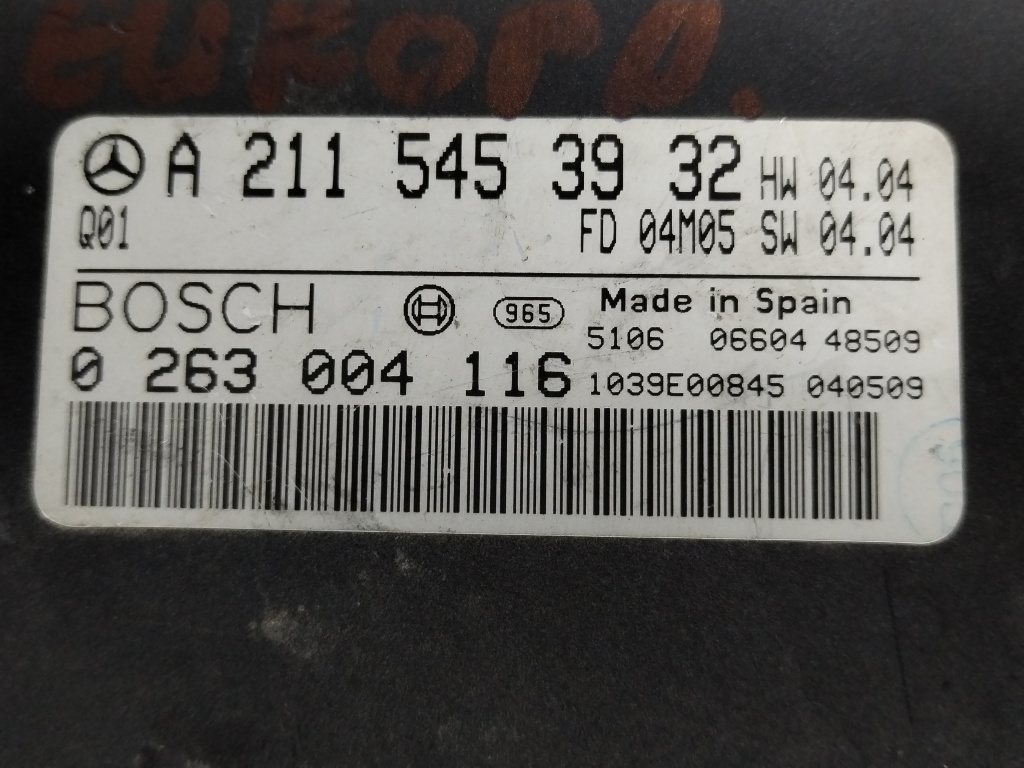 EUROPA.
A 211 545 39 32 HW 04.04
Q01 FD 04M05 SW 04.04
BOSCH 965 Made in Spain
5106 06604 48509
0 263 004 116 1039E00845 040509